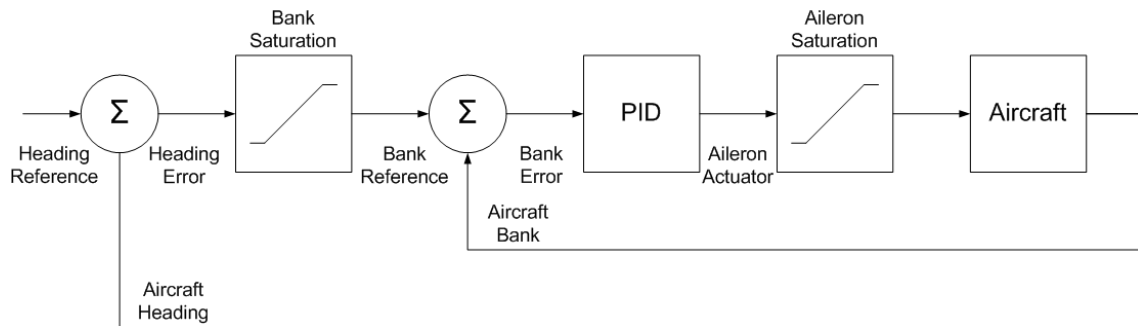 Bank
Saturation
Aileron
Saturation
Σ
Σ
PID
Aircraft
Heading
Reference
Heading
Error
Bank
Reference
Bank
Error
Aileron
Actuator
Aircraft
Bank
Aircraft
Heading